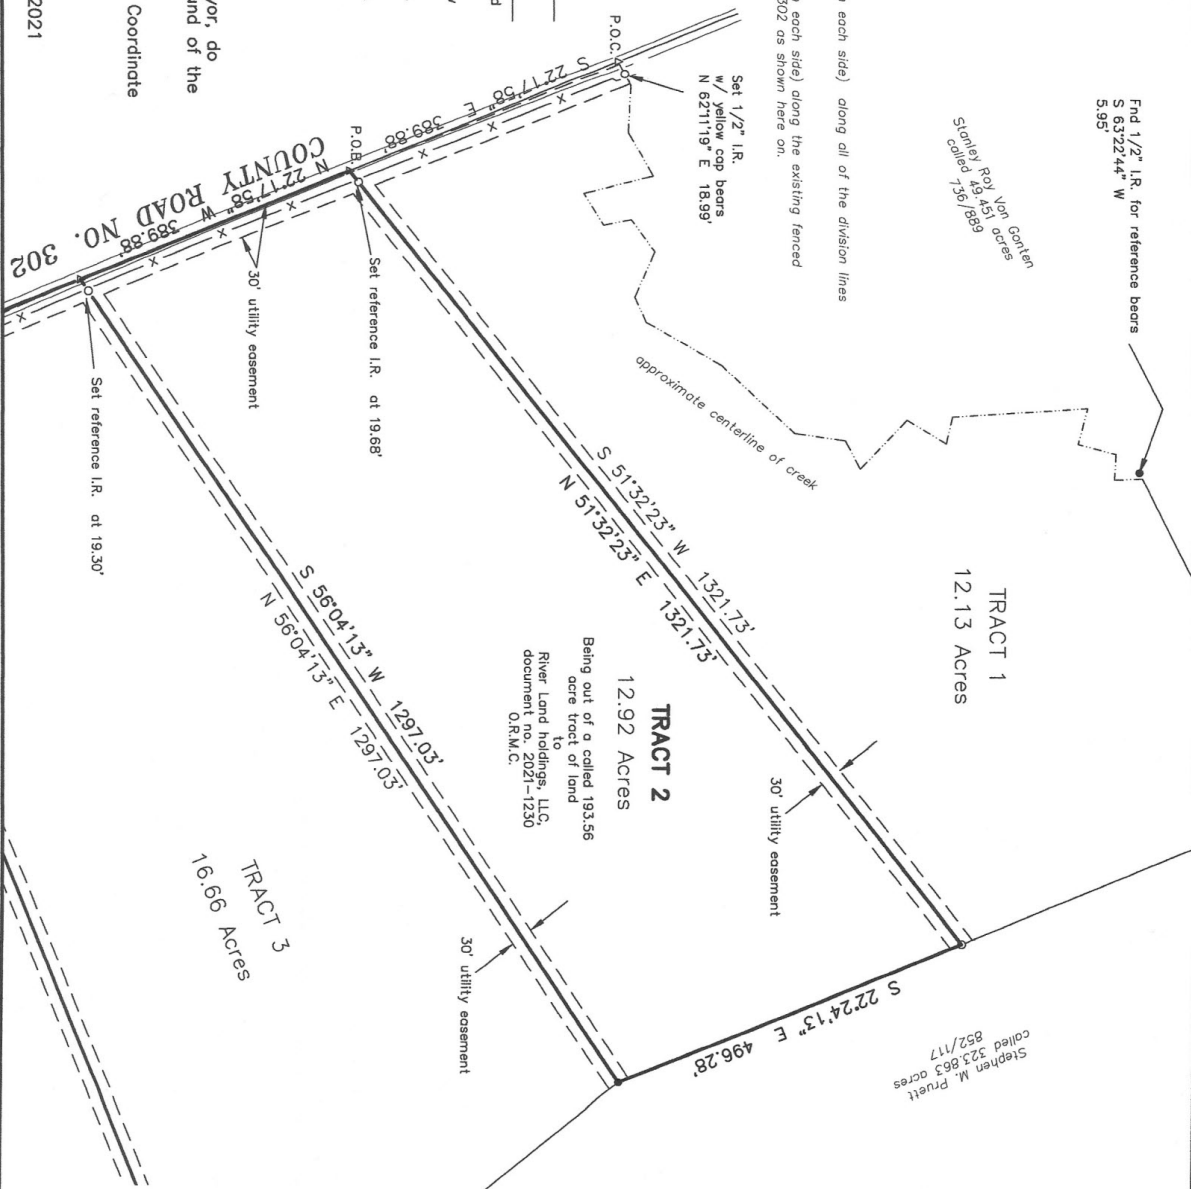 Fnd 1/2" I.R. for reference bears
S 63°22'44" W
5.95'
Stanley Roy Von Gonten
called 49.451 acres
736/889
each side) along all of the division lines
each side) along the existing fenced
302 as shown here on.
P.O.C.
Set 1/2" I.R.
w/ yellow cap bears
N 62°11'19" E 18.99'
S 22°17'58" E 389.88'
approximate centerline of creek
TRACT 1
12.13 Acres
P.O.B.
N 22°17'58" W 389.88'
COUNTY ROAD NO. 302
Set reference I.R. at 19.68'
30' utility easement
Set reference I.R. at 19.30'
S 51°32'23" W 1321.73'
N 51°32'23" E 1321.73'
30' utility easement
TRACT 2
12.92 Acres
Being out of a called 193.56
acre tract of land
to
River Land holdings, LLC,
document no. 2021-1230
O.R.M.C.
S 56°04'13" W 1297.03'
N 56°04'13" E 1297.03'
30' utility easement
S 22°24'13" E 496.28'
Stephen M. Pruett
called 323.863 acres
852/117
TRACT 3
16.66 Acres
or, do
und of the
Coordinate
2021